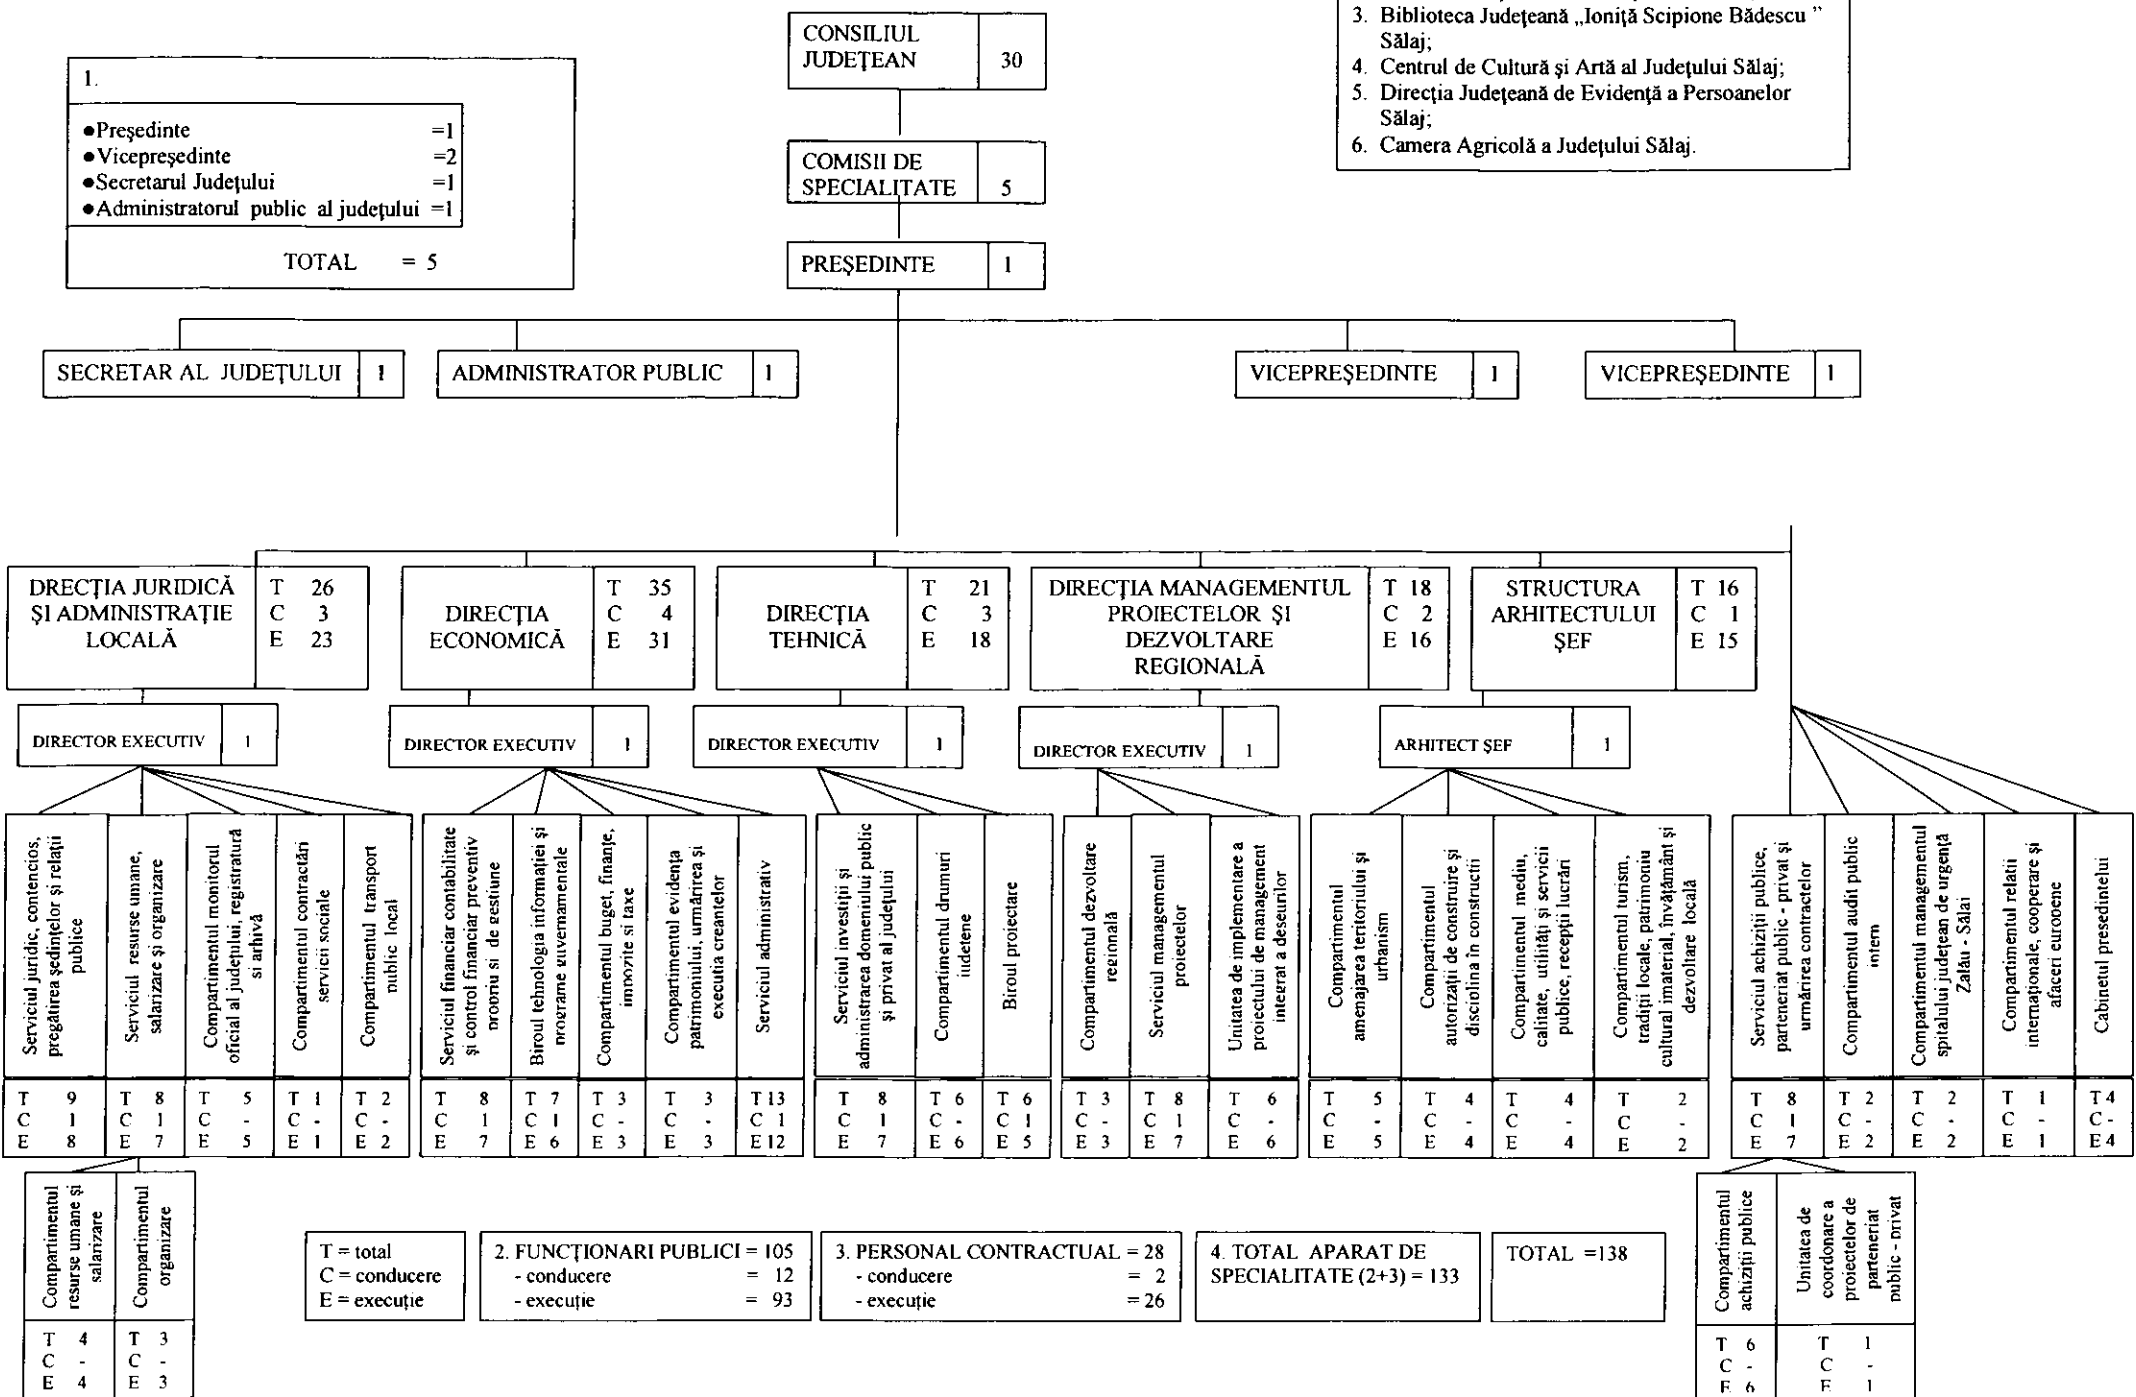 3. Biblioteca Județeană „Ioniță Scipione Bădescu ”
Sălaj;
4. Centrul de Cultură și Artă al Județului Sălaj;
5. Direcția Județeană de Evidență a Persoanelor
Sălaj;
6. Camera Agricolă a Județului Sălaj.
1.
●Președinte =1
●Vicepreședinte =2
●Secretarul Județului =1
●Administratorul public al județului =1
TOTAL = 5
CONSILIUL
JUDEȚEAN 30
COMISII DE
SPECIALITATE 5
PREȘEDINTE 1
SECRETAR AL JUDEȚULUI 1
ADMINISTRATOR PUBLIC 1
VICEPREȘEDINTE 1
VICEPREȘEDINTE 1
DRECȚIA JURIDICĂ
ȘI ADMINISTRAȚIE
LOCALĂ
T 26
C 3
E 23
DIRECȚIA
ECONOMICĂ
T 35
C 4
E 31
DIRECȚIA
TEHNICĂ
T 21
C 3
E 18
DIRECȚIA MANAGEMENTUL
PROIECTELOR ȘI
DEZVOLTARE
REGIONALĂ
T 18
C 2
E 16
STRUCTURA
ARHITECTULUI
ȘEF
T 16
C 1
E 15
DIRECTOR EXECUTIV 1
DIRECTOR EXECUTIV 1
DIRECTOR EXECUTIV 1
DIRECTOR EXECUTIV 1
ARHITECT ȘEF 1
Serviciul juridic, contencios,
pregătirea ședințelor și relații
publice
T 9
C 1
E 8
Serviciul resurse umane,
salarizare și organizare
T 8
C 1
E 7
Compartimentul monitorul
oficial al județului, registratură
si arhivă
T 5
C -
E 5
Compartimentul contractări
servicii sociale
T 1
C -
E 1
Compartimentul transport
public local
T 2
C -
E 2
Serviciul financiar contabilitate
și control financiar preventiv
propriu si de gestiune
T 8
C 1
E 7
Biroul tehnologia informației și
programe guvernamentale
T 7
C 1
E 6
Compartimentul buget, finanțe,
impozite si taxe
T 3
C -
E 3
Compartimentul evidența
patrimoniului, urmărirea și
executia creantelor
T 3
C -
E 3
Serviciul administrativ
T 13
C 1
E 12
Serviciul investiții și
administrarea domeniului public
și privat al județului
T 8
C 1
E 7
Compartimentul drumuri
judetene
T 6
C -
E 6
Biroul proiectare
T 6
C 1
E 5
Compartimentul dezvoltare
regională
T 3
C -
E 3
Serviciul managementul
proiectelor
T 8
C 1
E 7
Unitatea de implementare a
proiectului de management
integrat a deseurilor
T 6
C -
E 6
Compartimentul
amenajarea teritoriului și
urbanism
T 5
C -
E 5
Compartimentul
autorizații de construire și
disciplina în constructii
T 4
C -
E 4
Compartimentul mediu,
calitate, utilități și servicii
publice, recepții lucrări
T 4
C -
E 4
Compartimentul turism,
tradiții locale, patrimoniu
cultural imaterial, învățământ și
dezvoltare locală
T 2
C -
E 2
Serviciul achiziții publice,
parteneriat public - privat și
urmărirea contractelor
T 8
C 1
E 7
Compartimentul audit public
intern
T 2
C -
E 2
Compartimentul managementul
spitalului județean de urgență
Zalău - Sălaj
T 2
C -
E 2
Compartimentul relatii
internaționale, cooperare și
afaceri europene
T 1
C -
E 1
Cabinetul presedintelui
T 4
C -
E 4
Compartimentul
resurse umane și
salarizare
T 4
C -
E 4
Compartimentul
organizare
T 3
C -
E 3
T = total
C = conducere
E = execuție
2. FUNCȚIONARI PUBLICI = 105
- conducere = 12
- execuție = 93
3. PERSONAL CONTRACTUAL = 28
- conducere = 2
- execuție = 26
4. TOTAL APARAT DE
SPECIALITATE (2+3) = 133
TOTAL =138
Compartimentul
achiziții publice
T 6
C -
E 6
Unitatea de
coordonare a
proiectelor de
parteneriat
public - privat
T 1
C -
E 1